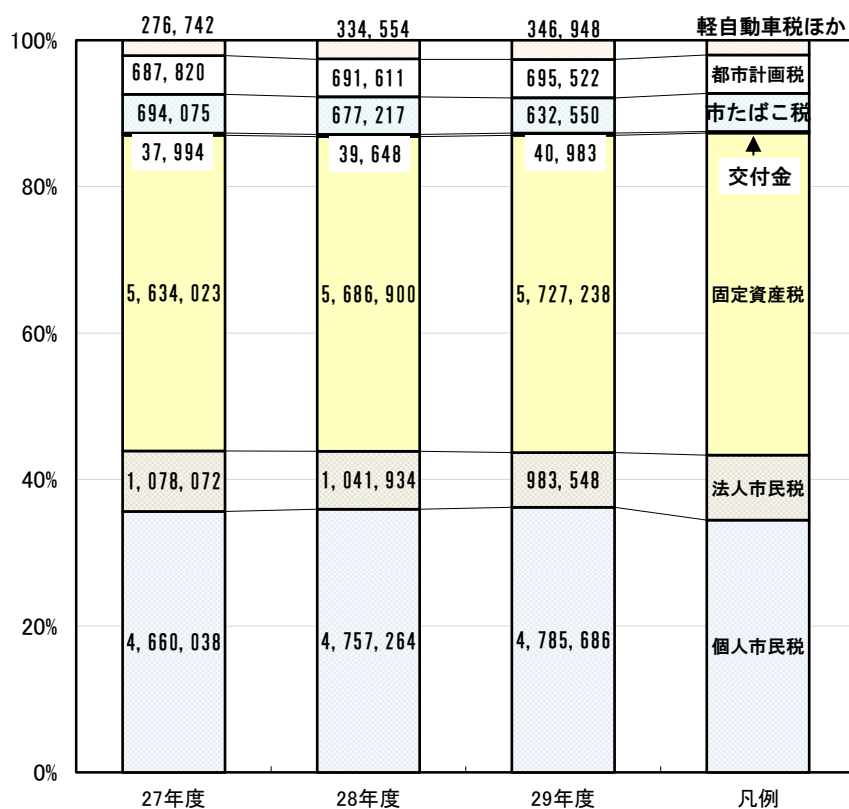 276,742 334,554 346,948 軽自動車税ほか
100%
687,820 691,611 695,522 都市計画税
694,075 677,217 632,550 市たばこ税
37,994 39,648 40,983
80%
交付金
5,634,023 5,686,900 5,727,238 固定資産税
60%
40%
1,078,072 1,041,934 983,548 法人市民税
20%
4,660,038 4,757,264 4,785,686 個人市民税
0%
27年度 28年度 29年度 凡例